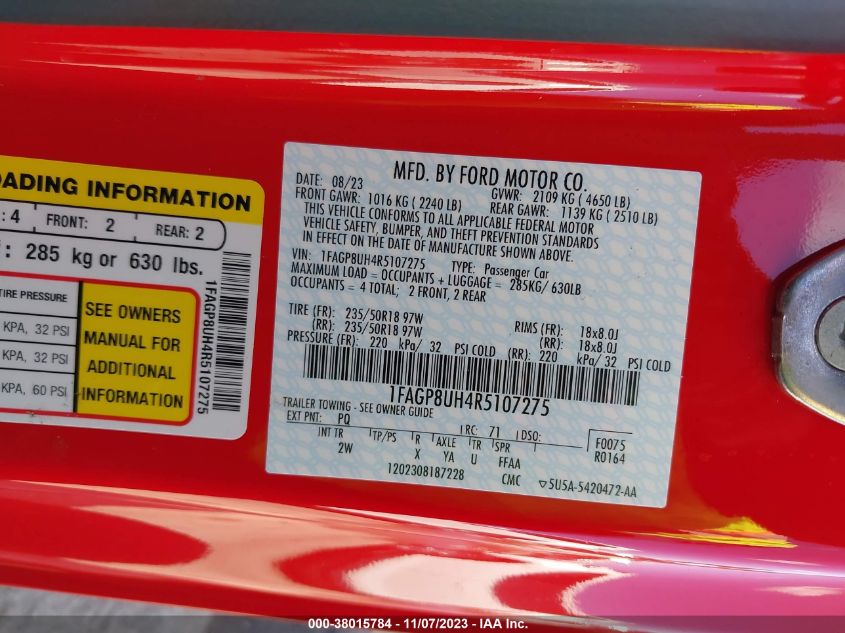 OADING INFORMATION
: 4 FRONT: 2 REAR: 2
: 285 kg or 630 lbs.
TIRE PRESSURE
KPA, 32 PSI
KPA, 32 PSI
KPA, 60 PSI
SEE OWNERS
MANUAL FOR
ADDITIONAL
INFORMATION
1FAGP8UH4R5107275
MFD. BY FORD MOTOR CO.
DATE: 08/23 GVWR: 2109 KG ( 4650 LB)
FRONT GAWR: 1016 KG ( 2240 LB) REAR GAWR: 1139 KG ( 2510 LB)
THIS VEHICLE CONFORMS TO ALL APPLICABLE FEDERAL MOTOR
VEHICLE SAFETY, BUMPER, AND THEFT PREVENTION STANDARDS
IN EFFECT ON THE DATE OF MANUFACTURE SHOWN ABOVE.
VIN: 1FAGP8UH4R5107275 TYPE: Passenger Car
MAXIMUM LOAD = OCCUPANTS + LUGGAGE = 285KG/ 630LB
OCCUPANTS = 4 TOTAL; 2 FRONT, 2 REAR
TIRE (FR): 235/50R18 97W RIMS (FR): 18x8.0J
(RR): 235/50R18 97W (RR): 18x8.0J
PRESSURE (FR): 220 kPa/ 32 PSI COLD (RR): 220 kPa/ 32 PSI COLD
1FAGP8UH4R5107275
TRAILER TOWING - SEE OWNER GUIDE
EXT PNT: PQ RC: 71 DSO: F0075
R0164
INT TR TP/PS R AXLE TR SPR
2W X YA U FFAA
1202308187228 CMC 5U5A-5420472-AA
000-38015784 - 11/07/2023 - IAA Inc.